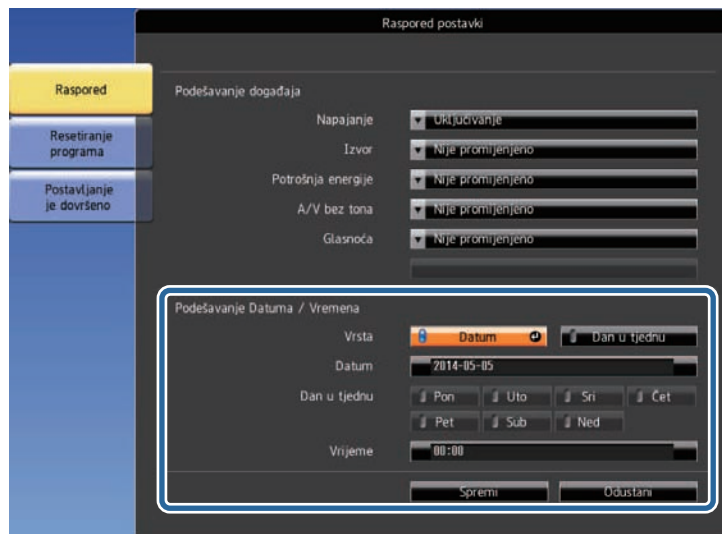 Raspored postavki
Raspored
Resetiranje
programa
Postavljanje
je dovršeno
Podešavanje događaja
Napajanje Uključivanje
Izvor Nije promijenjeno
Potrošnja energije Nije promijenjeno
A/V bez tona Nije promijenjeno
Glasnoća Nije promijenjeno
Podešavanje Datuma / Vremena
Vrsta Datum Dan u tjednu
Datum 2014-05-05
Dan u tjednu Pon Uto Sri Čet
Pet Sub Ned
Vrijeme 00:00
Spremi Odustani